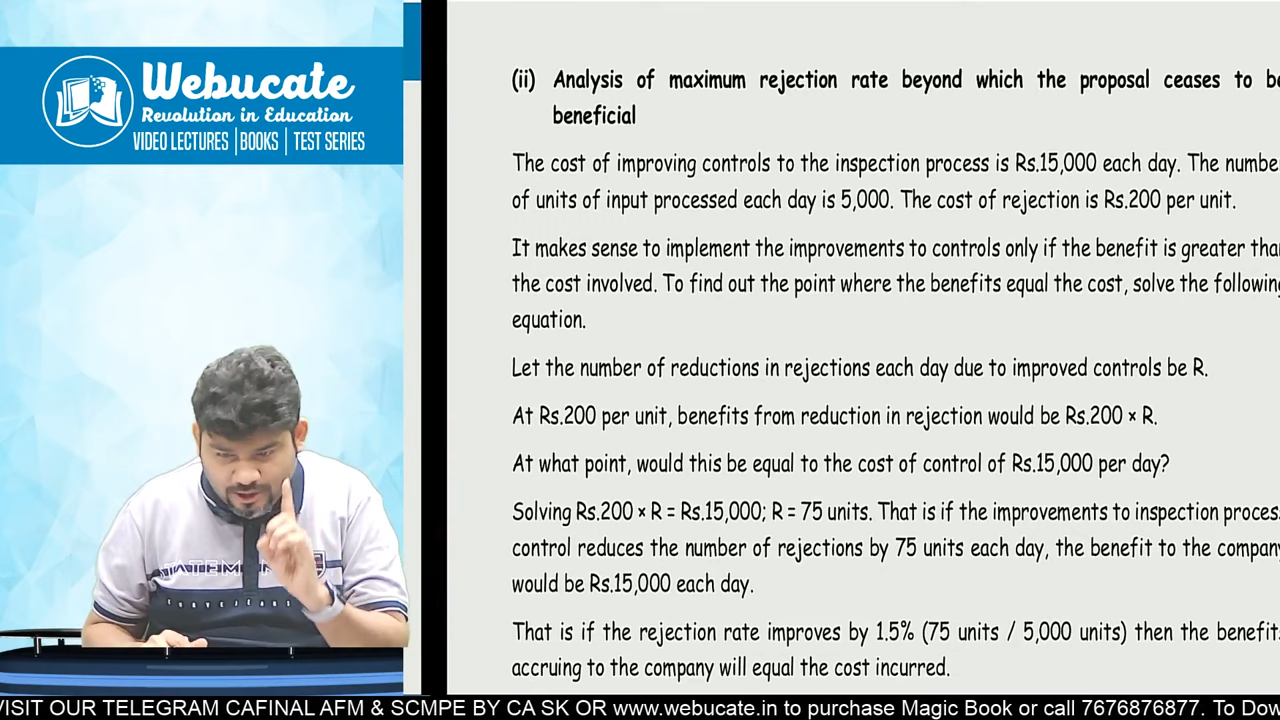 Webucate
Revolution in Education
VIDEO LECTURES | BOOKS | TEST SERIES
(ii) Analysis of maximum rejection rate beyond which the proposal ceases to be
beneficial
The cost of improving controls to the inspection process is Rs.15,000 each day. The number
of units of input processed each day is 5,000. The cost of rejection is Rs.200 per unit.
It makes sense to implement the improvements to controls only if the benefit is greater than
the cost involved. To find out the point where the benefits equal the cost, solve the following
equation.
Let the number of reductions in rejections each day due to improved controls be R.
At Rs.200 per unit, benefits from reduction in rejection would be Rs.200 × R.
At what point, would this be equal to the cost of control of Rs.15,000 per day?
Solving Rs.200 × R = Rs.15,000; R = 75 units. That is if the improvements to inspection process
control reduces the number of rejections by 75 units each day, the benefit to the company
would be Rs.15,000 each day.
That is if the rejection rate improves by 1.5% (75 units / 5,000 units) then the benefits
accruing to the company will equal the cost incurred.
VISIT OUR TELEGRAM CAFINAL AFM & SCMPE BY CA SK OR www.webucate.in to purchase Magic Book or call 7676876877. To Dow